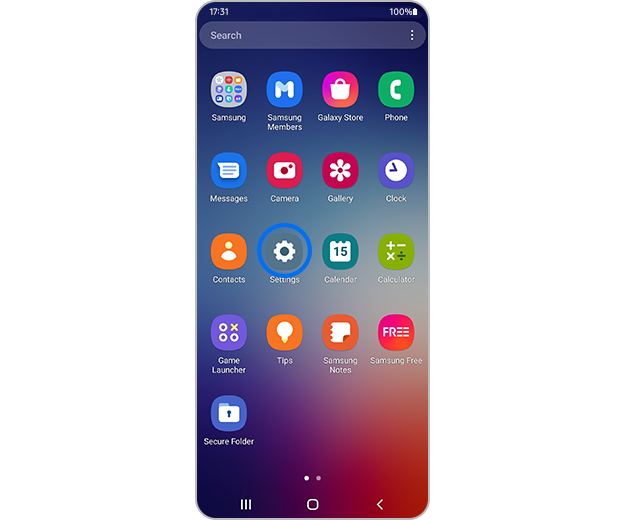 17:31 100%
Search
Samsung
Samsung
Members
Galaxy Store
Phone
Messages
Camera
Gallery
Clock
Contacts
Settings
15
Calendar
Calculator
Game
Launcher
Tips
Samsung
Notes
FREE
Samsung Free
Secure Folder